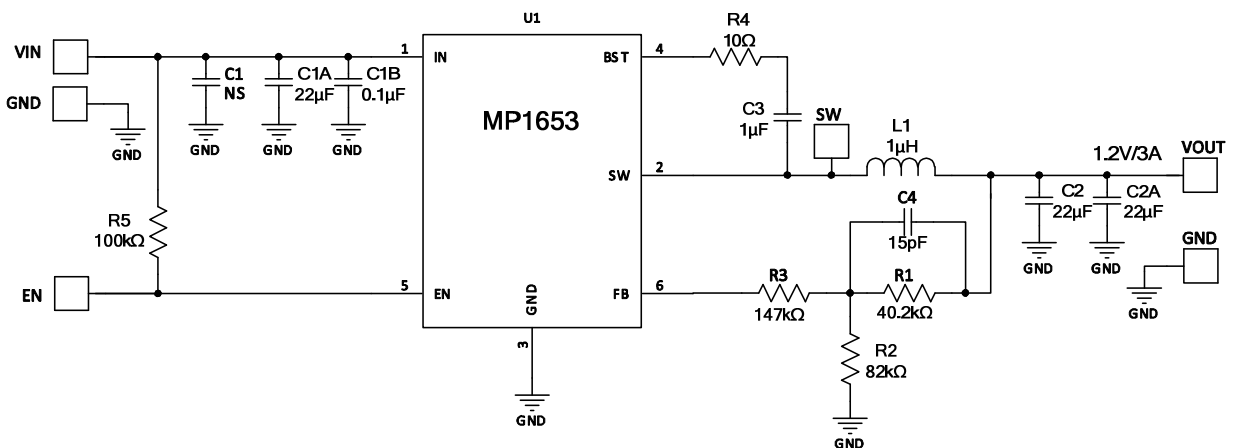 U1
VIN
1
IN
C1
NS
C1A
22µF
C1B
0.1µF
GND
GND
GND
GND
GND
MP1653
BST
4
R4
10Ω
C3
1µF
SW
SW
2
L1
1µH
1.2V/3A
VOUT
C2
22µF
C2A
22µF
GND
GND
GND
GND
R5
100kΩ
C4
15pF
EN
5
EN
GND
3
GND
FB
6
R3
147kΩ
R1
40.2kΩ
R2
82kΩ
GND